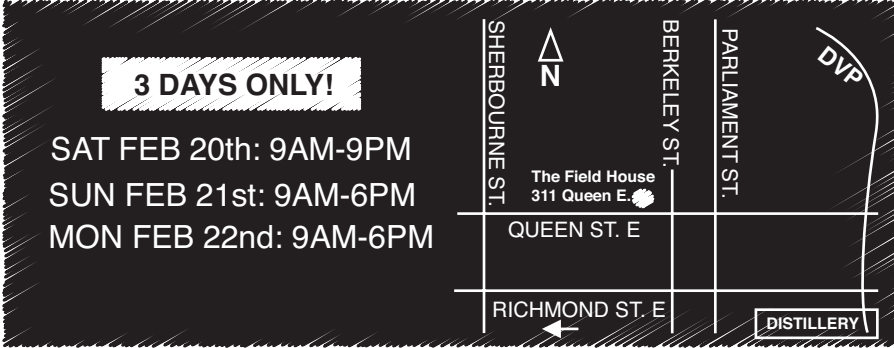 3 DAYS ONLY!
SAT FEB 20th: 9AM-9PM
SUN FEB 21st: 9AM-6PM
MON FEB 22nd: 9AM-6PM
SHERBOURNE ST.
N
BERKELEY ST.
PARLIAMENT ST.
DVP
The Field House
311 Queen E.
QUEEN ST. E
RICHMOND ST. E
DISTILLERY